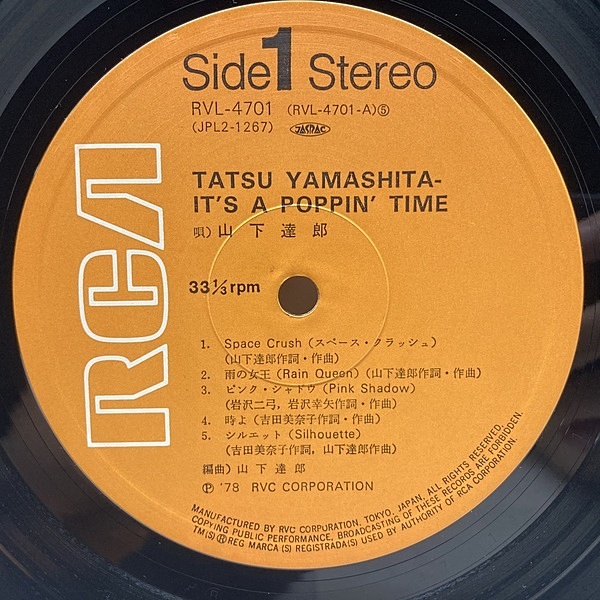 Side 1 Stereo
RVL-4701 (RVL-4701-A)⑤
(JPL2-1267) JASRAC
RCA
TATSU YAMASHITA-
IT'S A POPPIN' TIME
唄) 山下達郎
33⅓rpm
1. Space Crush (スペース・クラッシュ)
(山下達郎作詞・作曲)
2. 雨の女王 (Rain Queen) (山下達郎作詞・作曲)
3. ピンク・シャドウ (Pink Shadow)
(岩沢二弓，岩沢幸矢作詞・作曲)
4. 時よ (吉田美奈子作詞・作曲)
5. シルエット (Silhouette)
(吉田美奈子作詞，山下達郎作曲)
編曲) 山下達郎
Ⓟ '78 RVC CORPORATION
MANUFACTURED BY RVC CORPORATION, TOKYO, JAPAN, ALL RIGHTS RESERVED,
COPYING PUBLIC PERFORMANCE, BROADCASTING OF THESE RECORDS ARE FORBIDDEN.
TM(S) ® REG MARCA (S) REGISTRADA(S) USED BY AUTHORITY OF RCA CORPORATION.